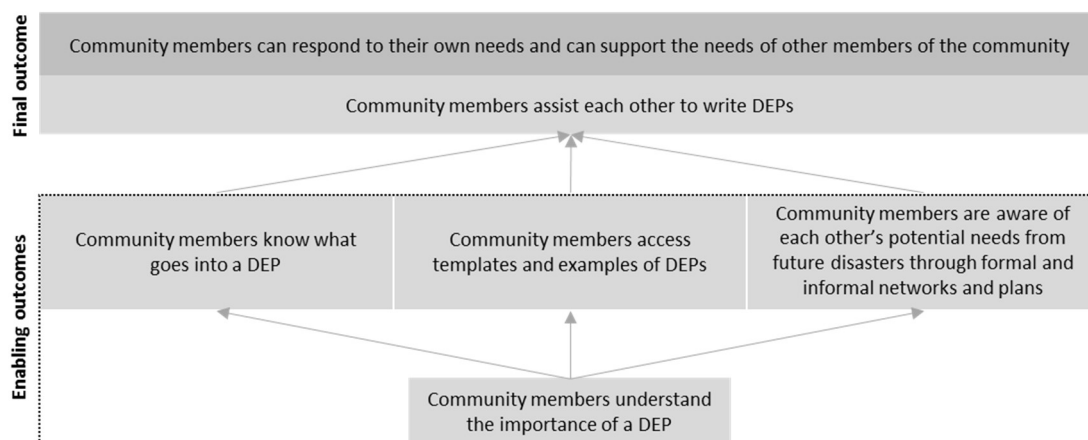 Final outcome
Community members can respond to their own needs and can support the needs of other members of the community
Community members assist each other to write DEPs
Enabling outcomes
Community members know what
goes into a DEP
Community members access
templates and examples of DEPs
Community members are aware of
each other’s potential needs from
future disasters through formal and
informal networks and plans
Community members understand
the importance of a DEP